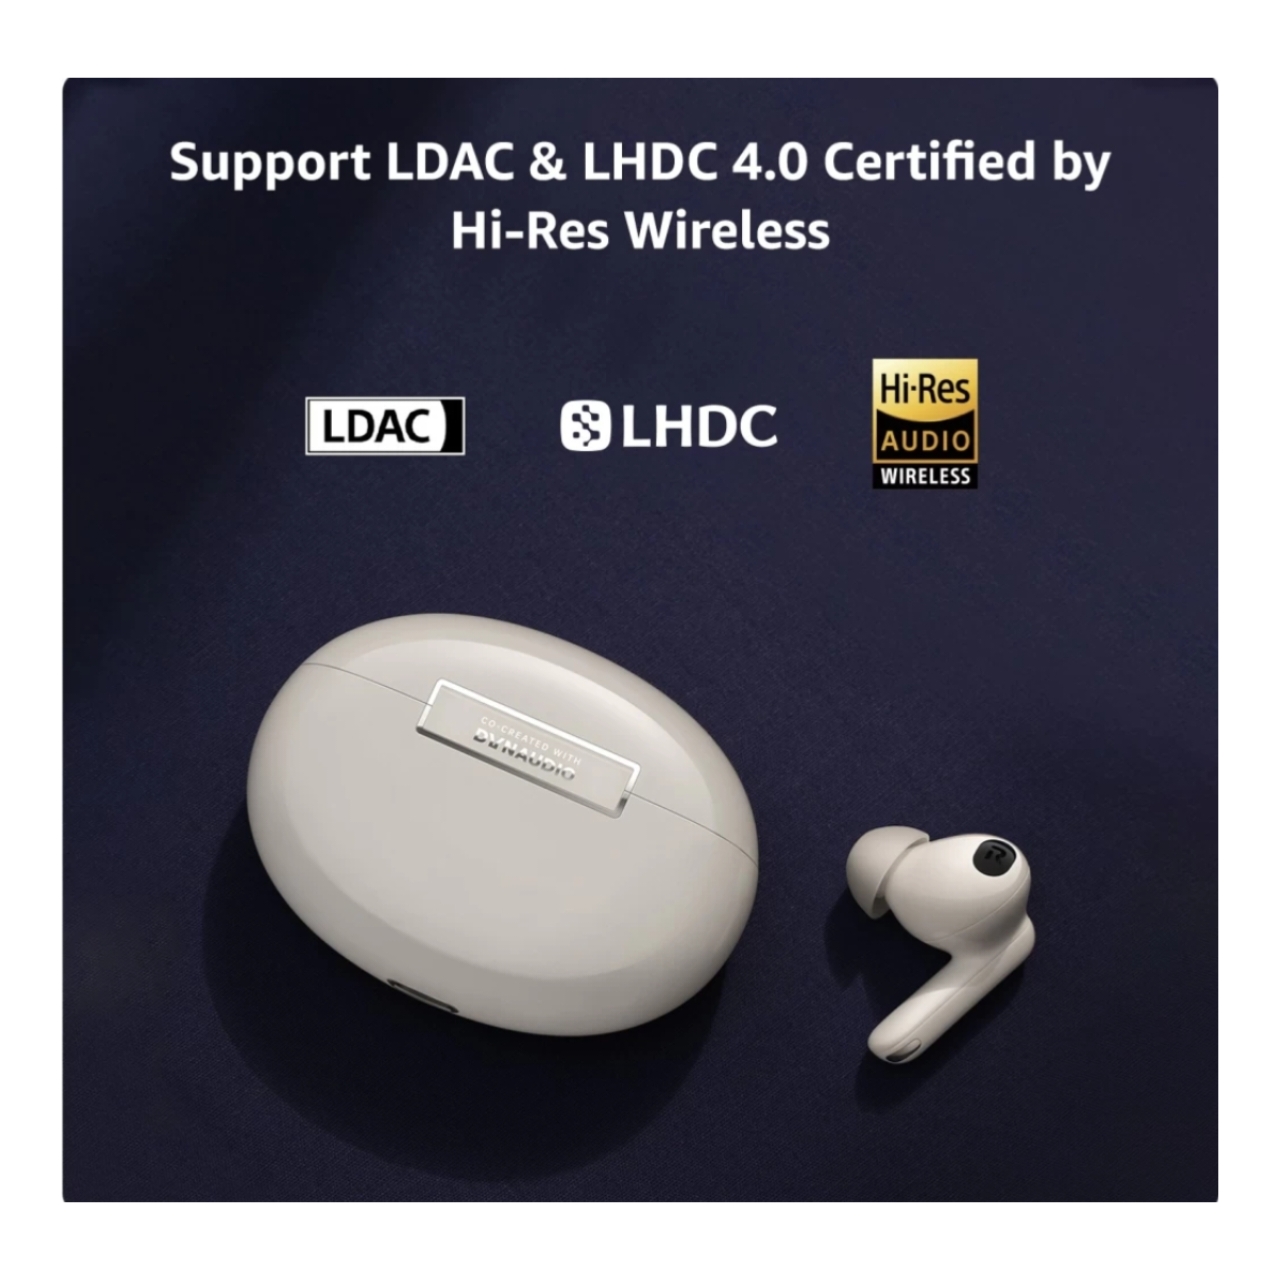 Support LDAC & LHDC 4.0 Certified by
Hi-Res Wireless
LDAC
LHDC
Hi-Res
AUDIO
WIRELESS
CO-CREATED WITH
DYNAUDIO
R